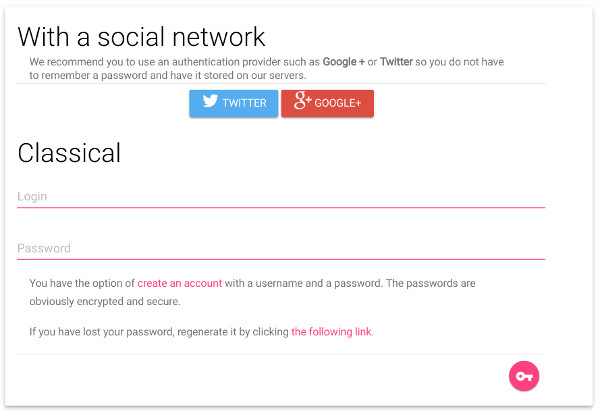 With a social network
We recommend you to use an authentication provider such as Google + or Twitter so you do not have
to remember a password and have it stored on our servers.
TWITTER
g+ GOOGLE+
Classical
Login
Password
You have the option of create an account with a username and a password. The passwords are
obviously encrypted and secure.
If you have lost your password, regenerate it by clicking the following link.